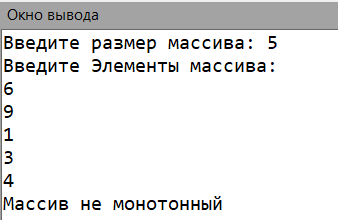 Окно вывода
Введите размер массива: 5
Введите Элементы массива:
6
9
1
3
4
Массив не монотонный